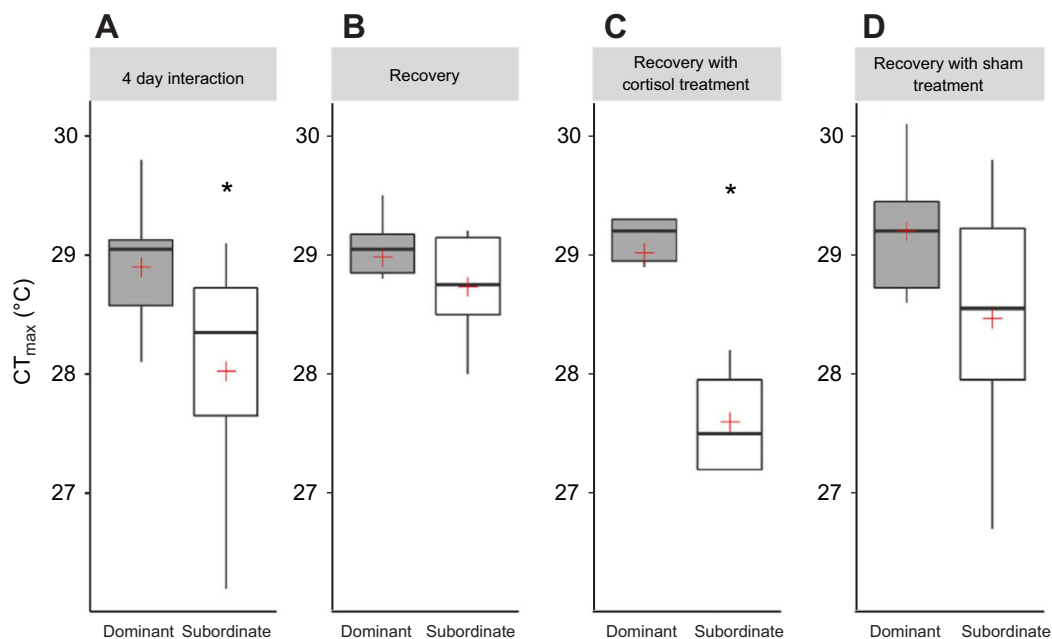 A
B
C
D
4 day interaction
Recovery
Recovery with
cortisol treatment
Recovery with sham
treatment
CTmax (°C)
30
29
28
27
*
Dominant Subordinate
30
29
28
27
Dominant Subordinate
30
29
28
27
*
Dominant Subordinate
30
29
28
27
Dominant Subordinate